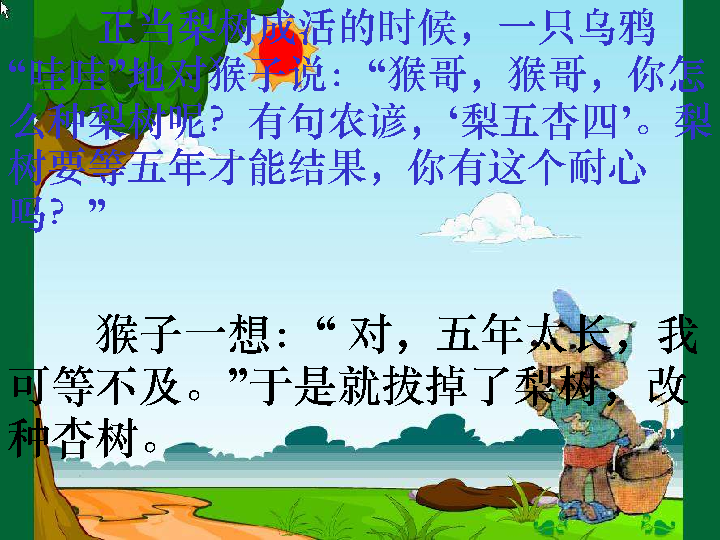 正当梨树成活的时候，一只乌鸦
“哇哇”地对猴子说：“猴哥，猴哥，你怎
么种梨树呢？有句农谚，‘梨五杏四’。梨
树要等五年才能结果，你有这个耐心
吗？”
猴子一想：“ 对，五年太长，我
可等不及。”于是就拔掉了梨树，改
种杏树。